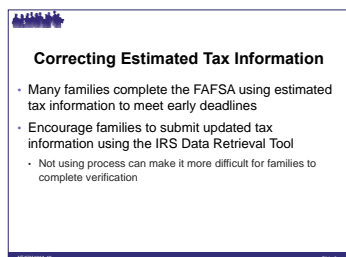 Correcting Estimated Tax Information
• Many families complete the FAFSA using estimated
tax information to meet early deadlines
• Encourage families to submit updated tax
information using the IRS Data Retrieval Tool
• Not using process can make it more difficult for families to
complete verification